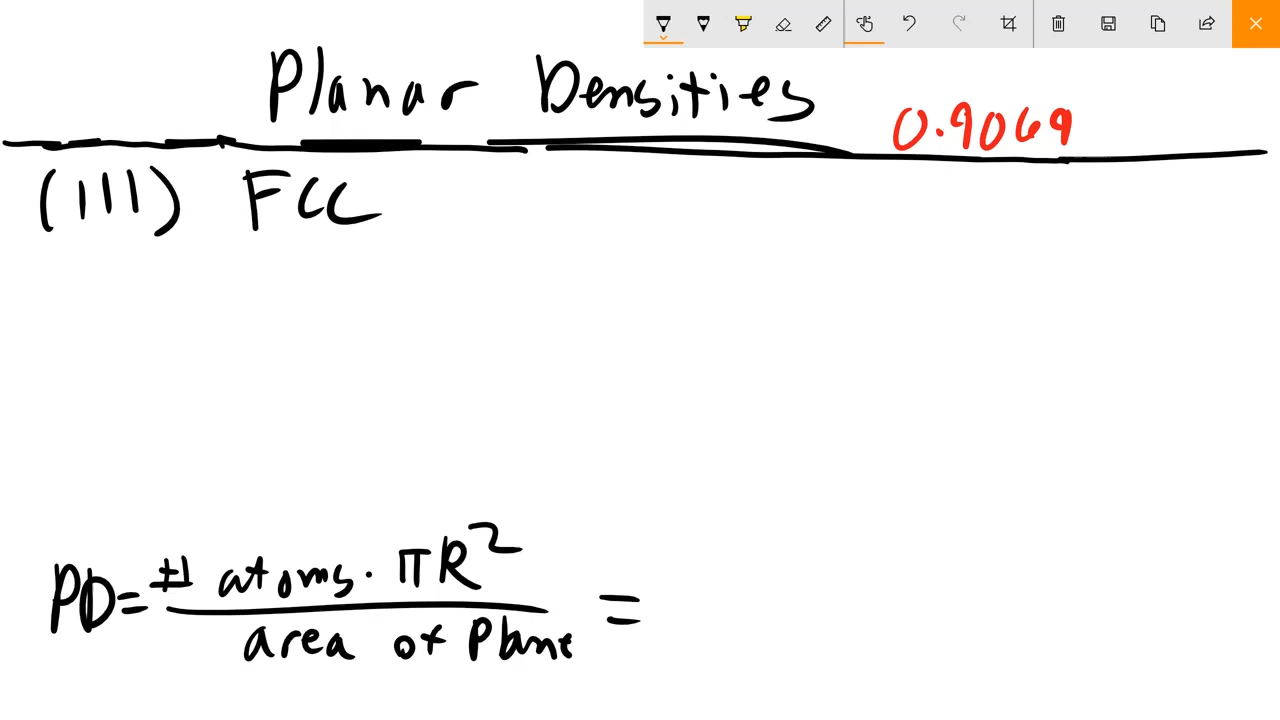 Planar Densities
0.9069
(111) FCC
PD = # atoms · πR²
area of Plane =